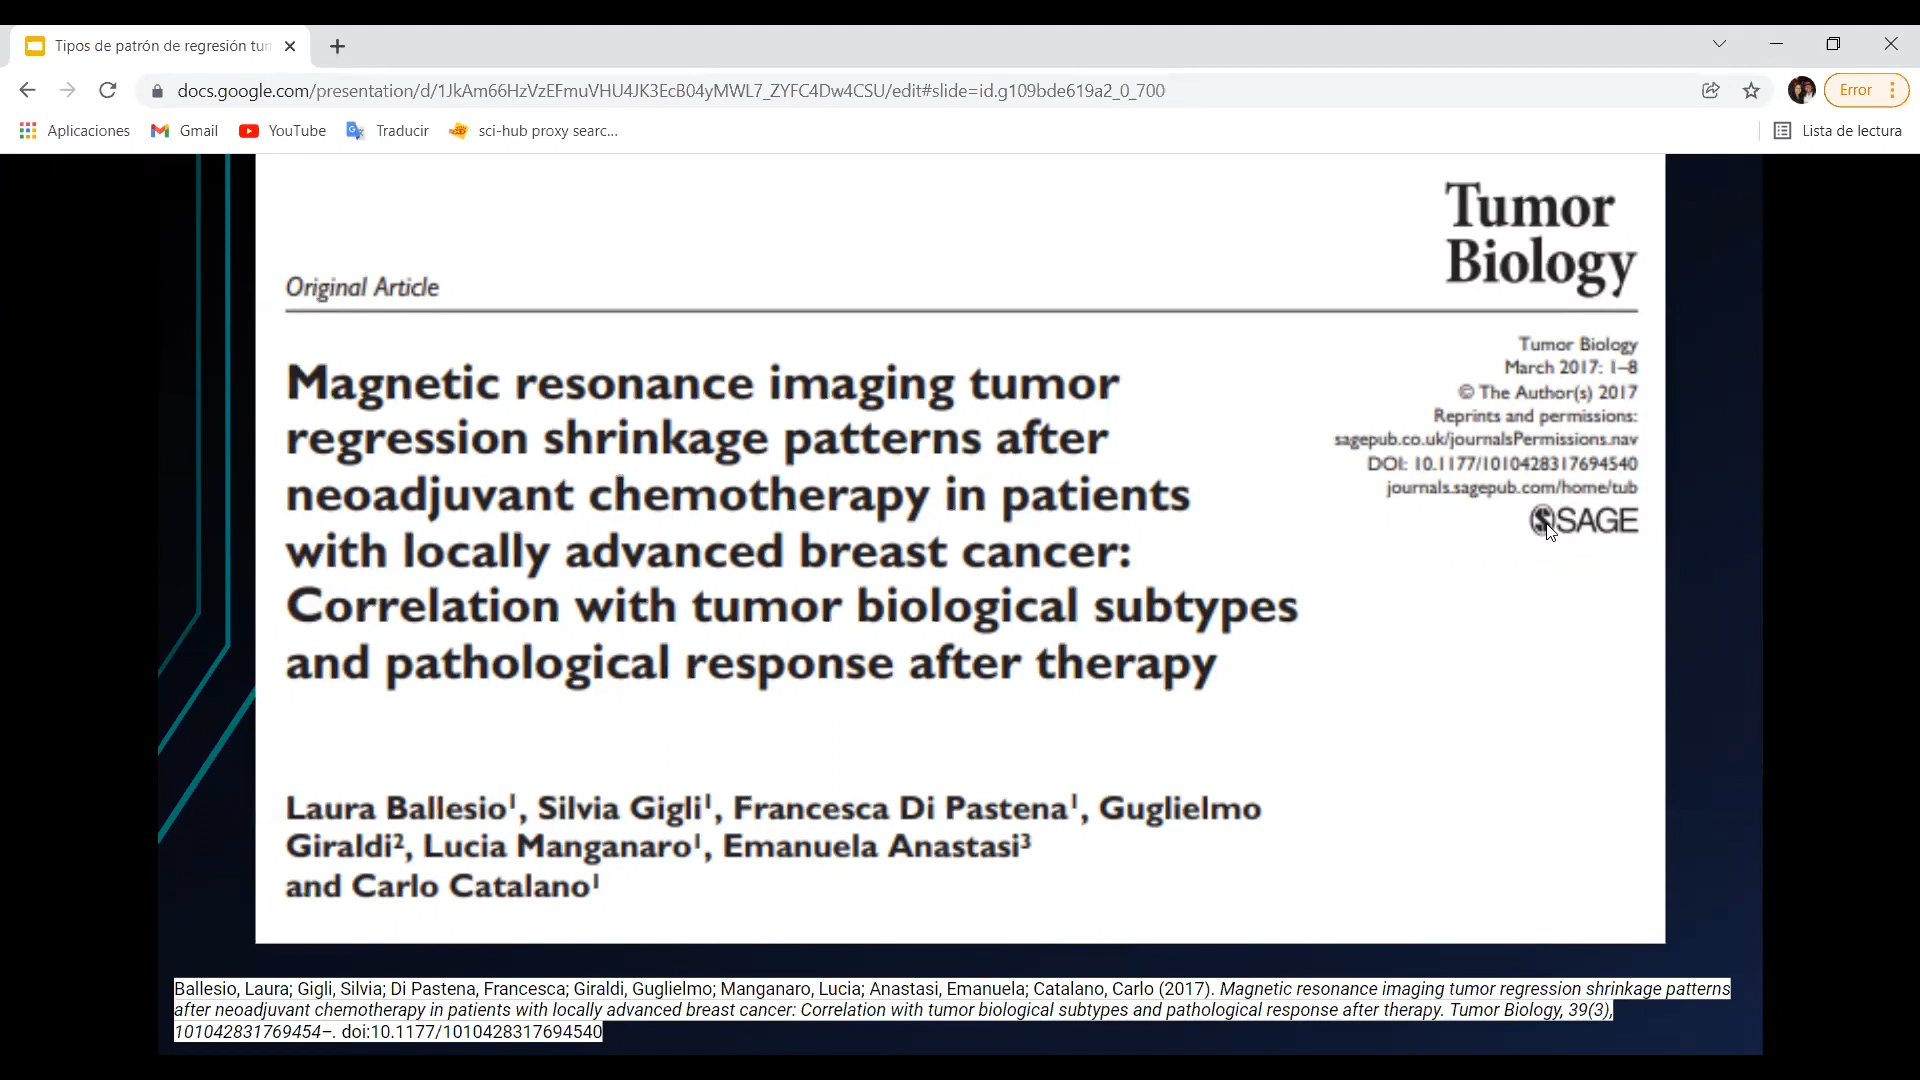 Tipos de patrón de regresión tum
docs.google.com/presentation/d/1JkAm66HzVzEFmuVHU4JK3EcB04yMWL7_ZYFC4Dw4CSU/edit#slide=id.g109bde619a2_0_700
Error
Aplicaciones
Gmail
YouTube
Traducir
sci-hub proxy searc...
Lista de lectura
Tumor
Biology
Original Article
Tumor Biology
March 2017: 1–8
© The Author(s) 2017
Reprints and permissions:
sagepub.co.uk/journalsPermissions.nav
DOI: 10.1177/1010428317694540
journals.sagepub.com/home/tub
SAGE
Magnetic resonance imaging tumor
regression shrinkage patterns after
neoadjuvant chemotherapy in patients
with locally advanced breast cancer:
Correlation with tumor biological subtypes
and pathological response after therapy
Laura Ballesio¹, Silvia Gigli¹, Francesca Di Pastena¹, Guglielmo
Giraldi², Lucia Manganaro¹, Emanuela Anastasi³
and Carlo Catalano¹
Ballesio, Laura; Gigli, Silvia; Di Pastena, Francesca; Giraldi, Guglielmo; Manganaro, Lucia; Anastasi, Emanuela; Catalano, Carlo (2017). Magnetic resonance imaging tumor regression shrinkage patterns
after neoadjuvant chemotherapy in patients with locally advanced breast cancer: Correlation with tumor biological subtypes and pathological response after therapy. Tumor Biology, 39(3),
101042831769454–. doi:10.1177/1010428317694540